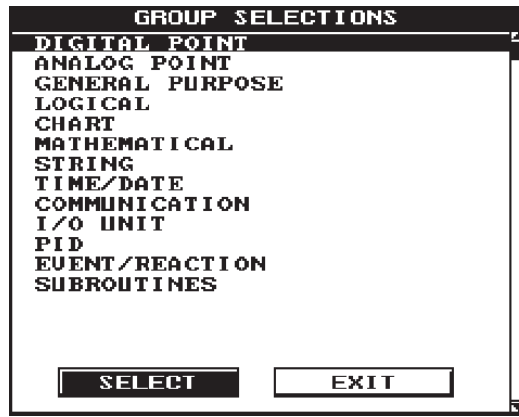 GROUP SELECTIONS
DIGITAL POINT
ANALOG POINT
GENERAL PURPOSE
LOGICAL
CHART
MATHEMATICAL
STRING
TIME/DATE
COMMUNICATION
I/O UNIT
PID
EVENT/REACTION
SUBROUTINES
SELECT EXIT